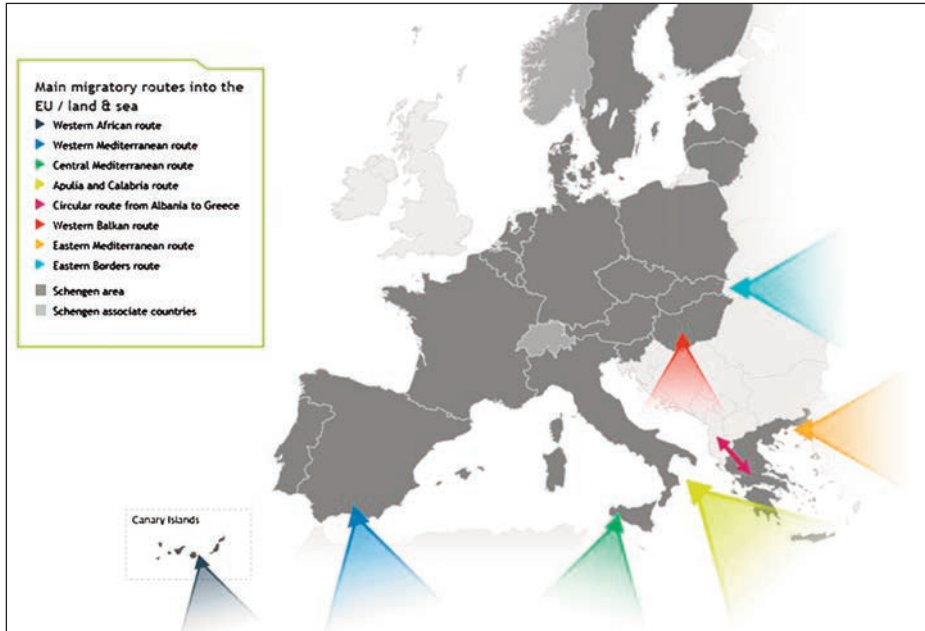 Main migratory routes into the
EU / land & sea
Western African route
Western Mediterranean route
Central Mediterranean route
Apulia and Calabria route
Circular route from Albania to Greece
Western Balkan route
Eastern Mediterranean route
Eastern Borders route
Schengen area
Schengen associate countries
Canary Islands